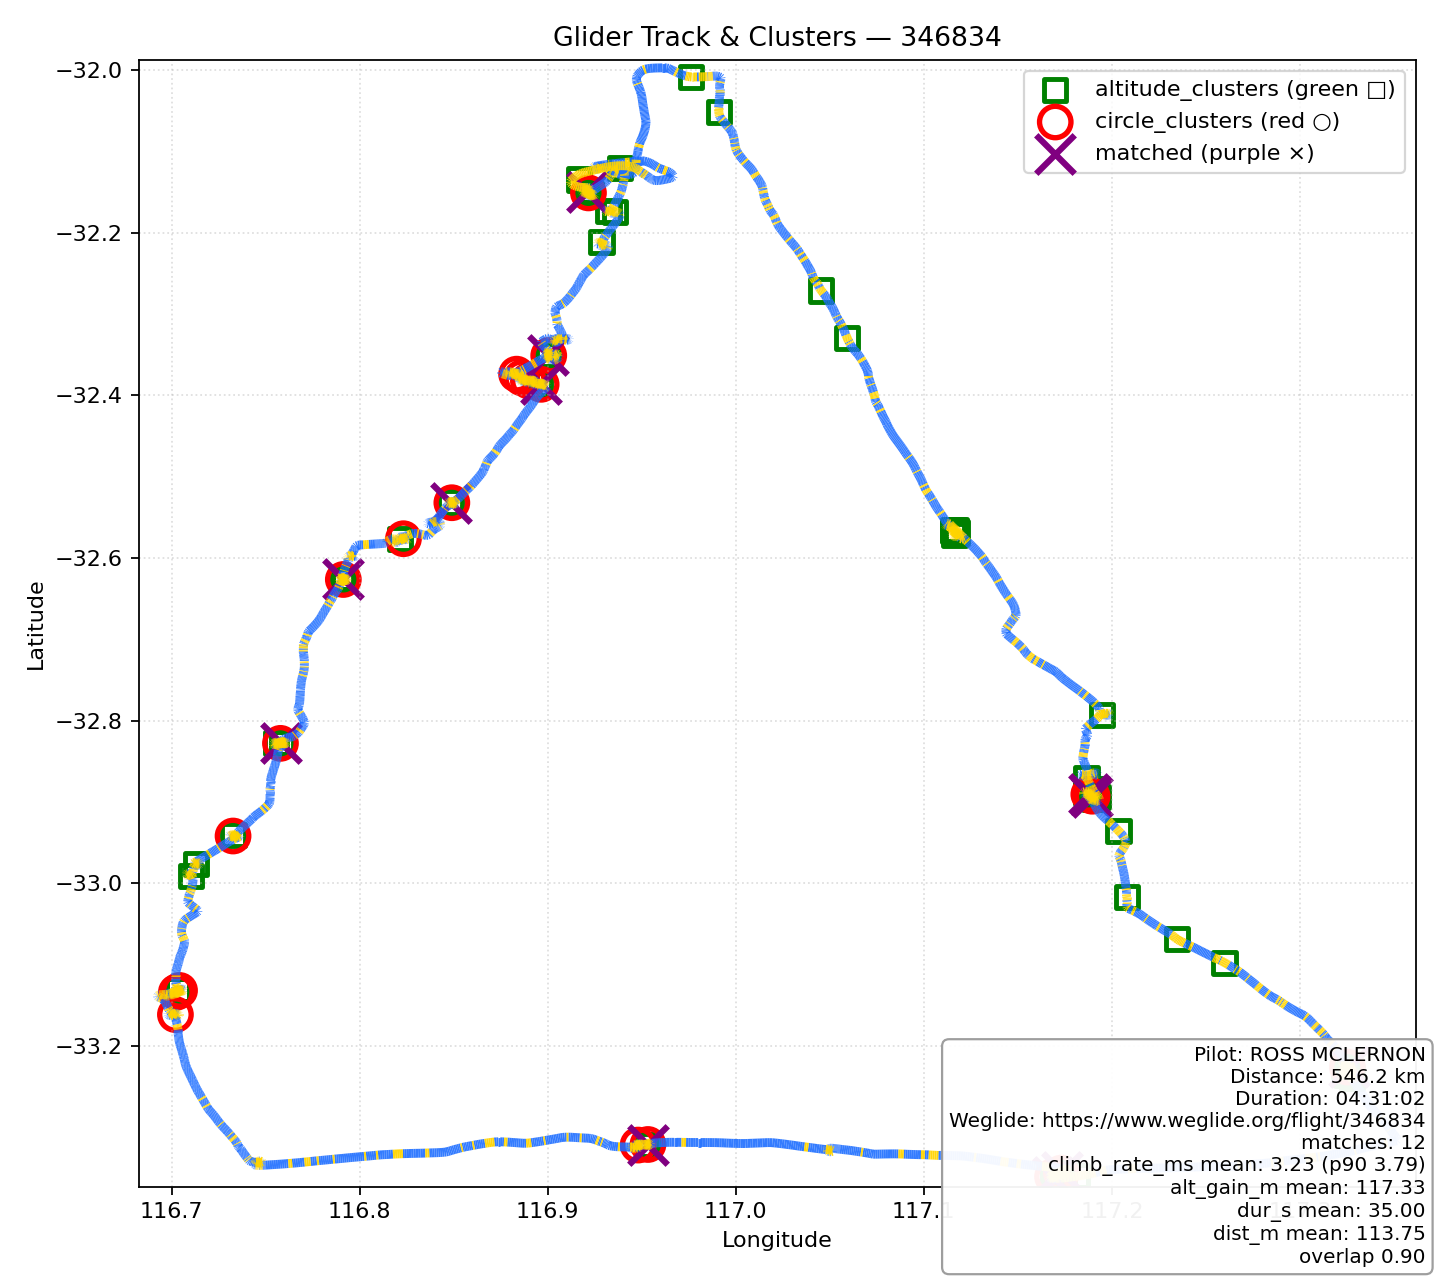 Glider Track & Clusters — 346834
altitude_clusters (green □)
circle_clusters (red ○)
matched (purple ×)
−32.0
−32.2
−32.4
−32.6
−32.8
−33.0
−33.2
Latitude
116.7
116.8
116.9
117.0
117.1
117.2
Longitude
Pilot: ROSS MCLERNON
Distance: 546.2 km
Duration: 04:31:02
Weglide: https://www.weglide.org/flight/346834
matches: 12
climb_rate_ms mean: 3.23 (p90 3.79)
alt_gain_m mean: 117.33
dur_s mean: 35.00
dist_m mean: 113.75
overlap 0.90